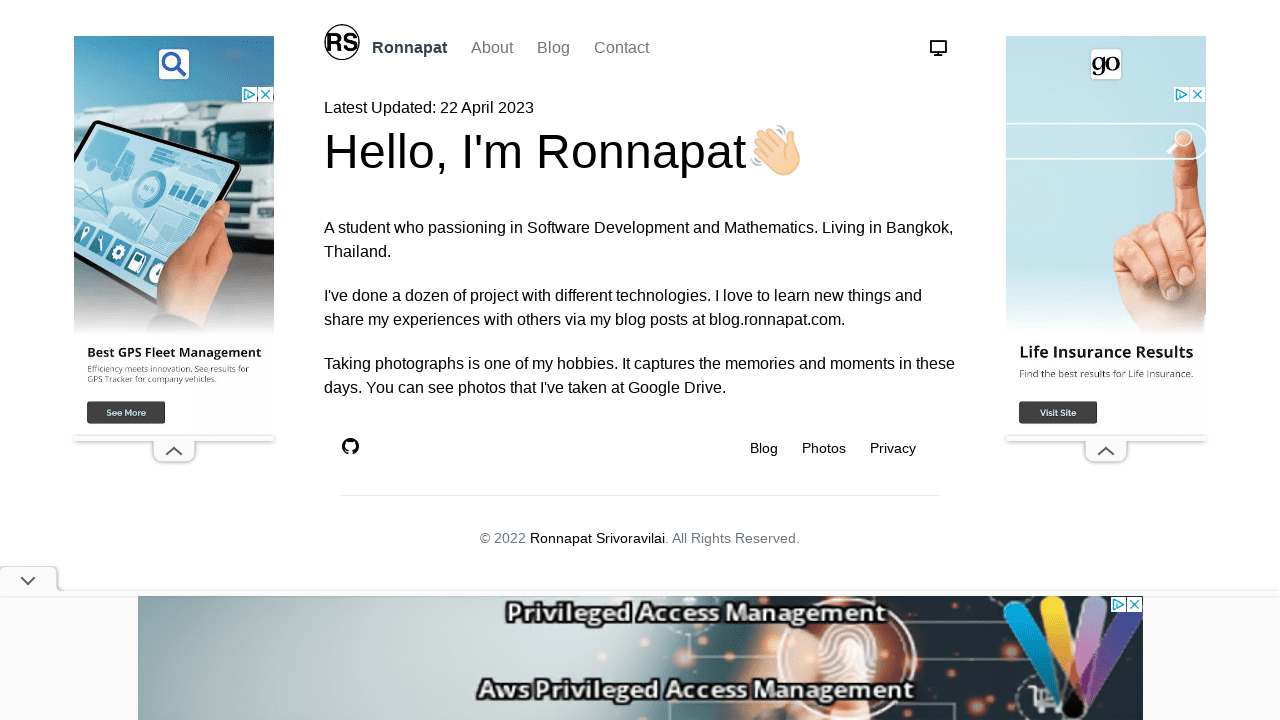 RS
Ronnapat
About
Blog
Contact
Latest Updated: 22 April 2023
Hello, I'm Ronnapat👋🏻
A student who passioning in Software Development and Mathematics. Living in Bangkok,
Thailand.
I've done a dozen of project with different technologies. I love to learn new things and
share my experiences with others via my blog posts at blog.ronnapat.com.
Taking photographs is one of my hobbies. It captures the memories and moments in these
days. You can see photos that I've taken at Google Drive.
Blog
Photos
Privacy
© 2022 Ronnapat Srivoravilai. All Rights Reserved.
Best GPS Fleet Management
Efficiency meets innovation. See results for
GPS Tracker for company vehicles.
See More
go
Life Insurance Results
Find the best results for Life Insurance.
Visit Site
Privileged Access Management
Aws Privileged Access Management